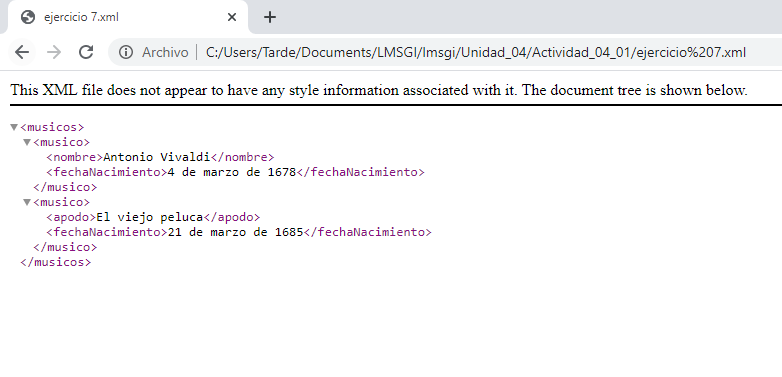 ejercicio 7.xml
Archivo C:/Users/Tarde/Documents/LMSGI/lmsgi/Unidad_04/Actividad_04_01/ejercicio%207.xml
This XML file does not appear to have any style information associated with it. The document tree is shown below.
<musicos>
<musico>
<nombre>Antonio Vivaldi</nombre>
<fechaNacimiento>4 de marzo de 1678</fechaNacimiento>
</musico>
<musico>
<apodo>El viejo peluca</apodo>
<fechaNacimiento>21 de marzo de 1685</fechaNacimiento>
</musico>
</musicos>